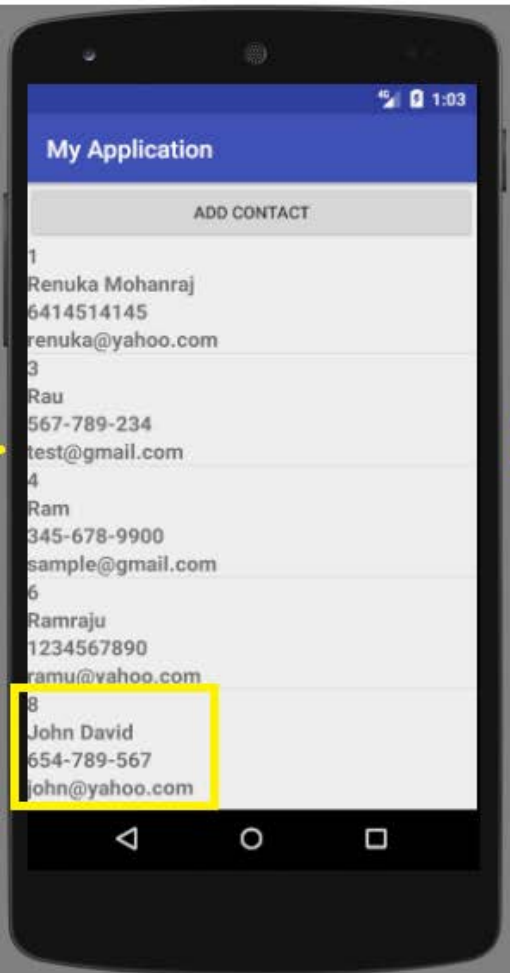 4G 1:03
My Application
ADD CONTACT
1
Renuka Mohanraj
6414514145
renuka@yahoo.com
3
Rau
567-789-234
test@gmail.com
4
Ram
345-678-9900
sample@gmail.com
6
Ramraju
1234567890
ramu@yahoo.com
8
John David
654-789-567
john@yahoo.com